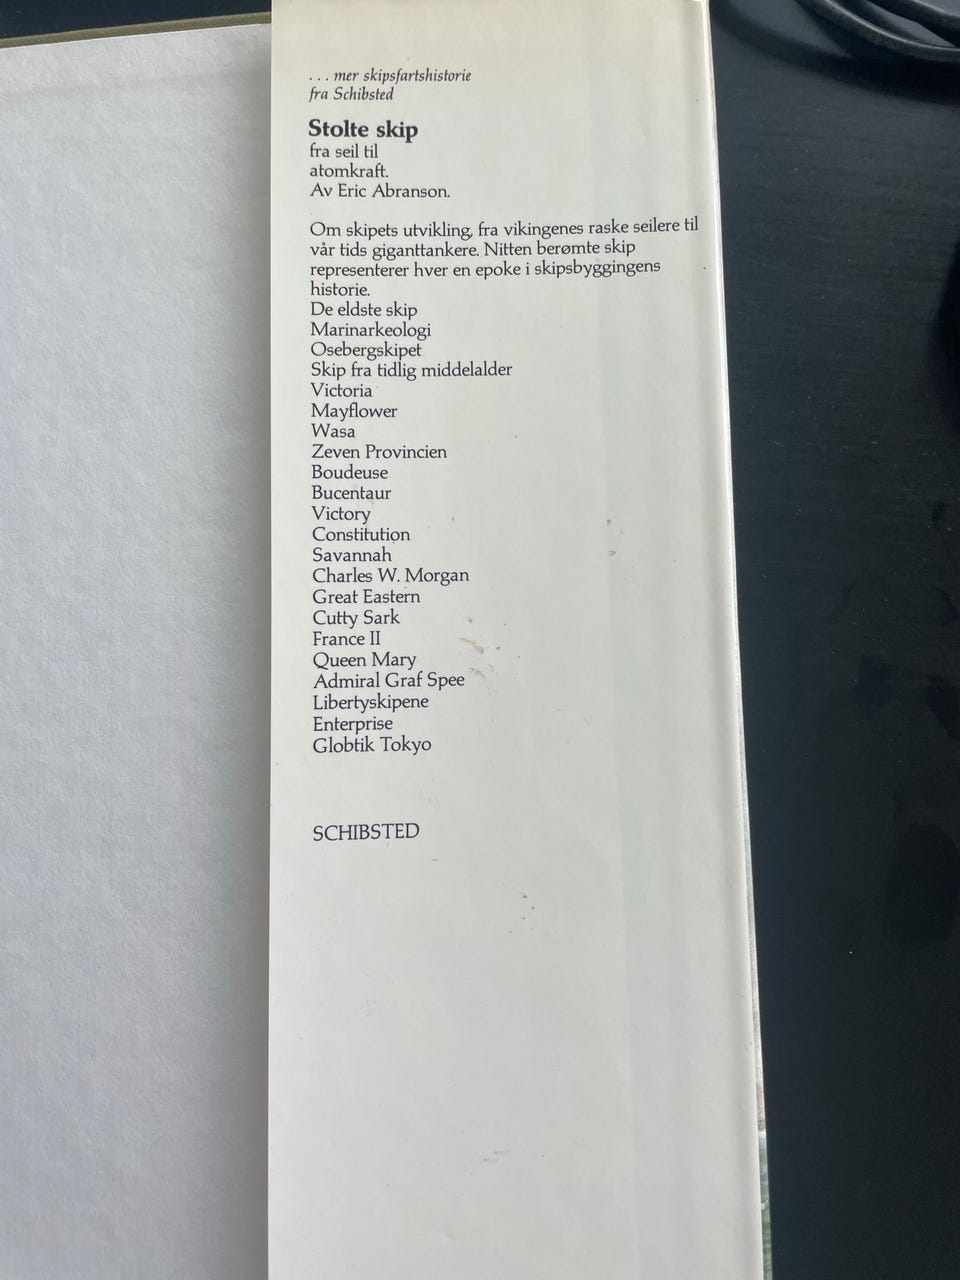 . . . mer skipsfartshistorie
fra Schibsted
Stolte skip
fra seil til
atomkraft.
Av Eric Abranson.
Om skipets utvikling, fra vikingenes raske seilere til
vår tids giganttankere. Nitten berømte skip
representerer hver en epoke i skipsbyggingens
historie.
De eldste skip
Marinarkeologi
Osebergskipet
Skip fra tidlig middelalder
Victoria
Mayflower
Wasa
Zeven Provincien
Boudeuse
Bucentaur
Victory
Constitution
Savannah
Charles W. Morgan
Great Eastern
Cutty Sark
France II
Queen Mary
Admiral Graf Spee
Libertyskipene
Enterprise
Globtik Tokyo
SCHIBSTED